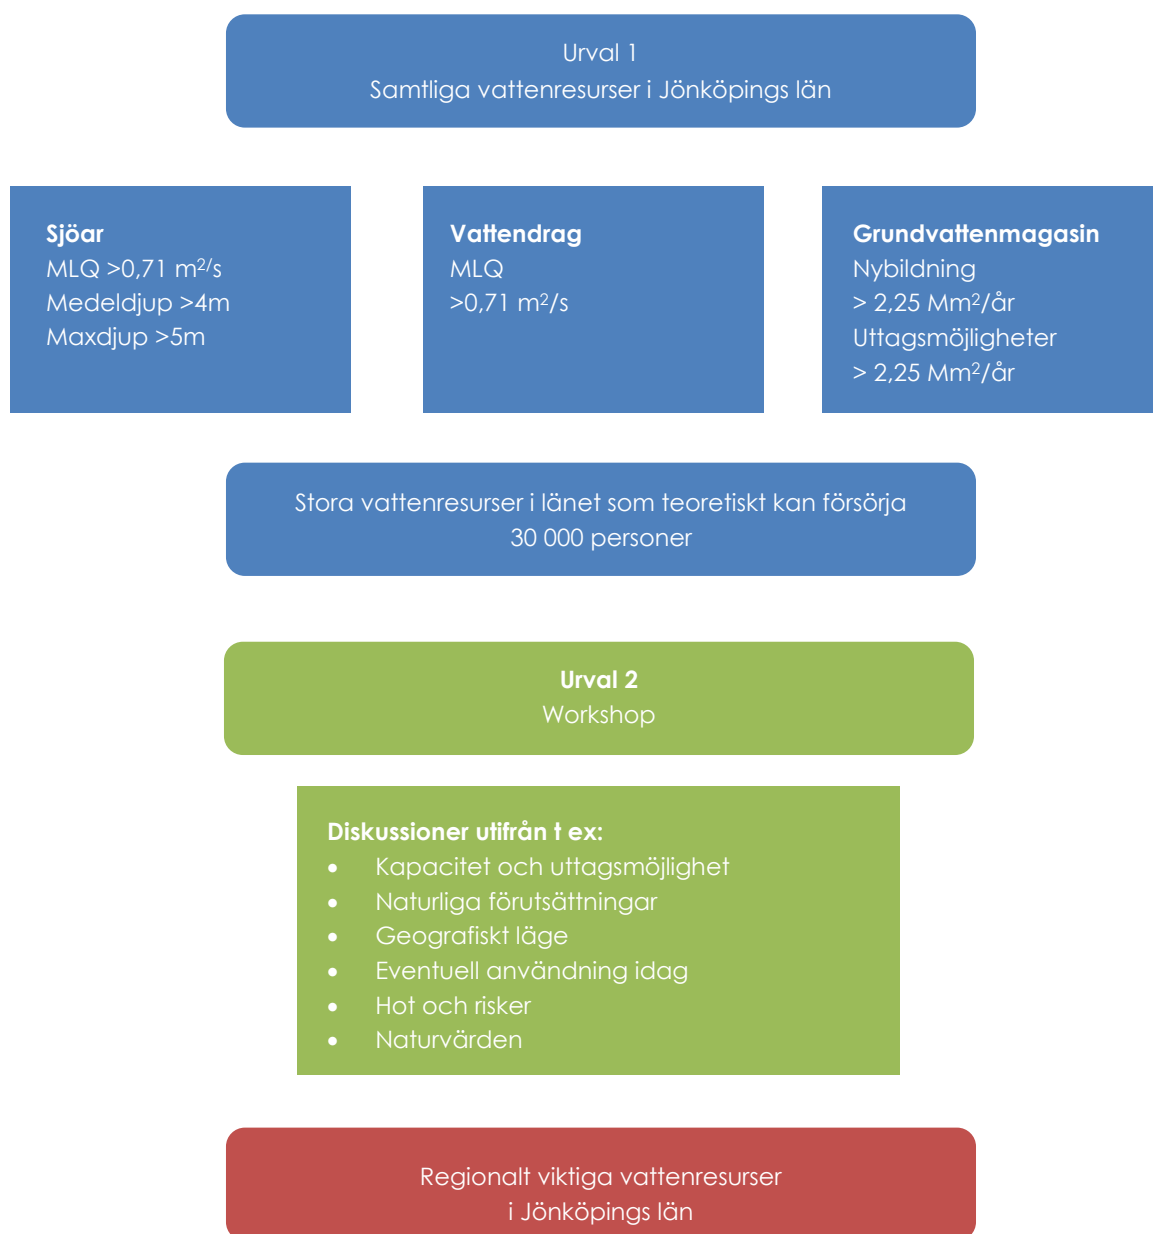 Urval 1
Samtliga vattenresurser i Jönköpings län
Sjöar
MLQ >0,71 m²/s
Medeldjup >4m
Maxdjup >5m
Vattendrag
MLQ
>0,71 m²/s
Grundvattenmagasin
Nybildning
> 2,25 Mm²/år
Uttagsmöjligheter
> 2,25 Mm²/år
Stora vattenresurser i länet som teoretiskt kan försörja
30 000 personer
Urval 2
Workshop
Diskussioner utifrån t ex:
• Kapacitet och uttagsmöjlighet
• Naturliga förutsättningar
• Geografiskt läge
• Eventuell användning idag
• Hot och risker
• Naturvärden
Regionalt viktiga vattenresurser
i Jönköpings län